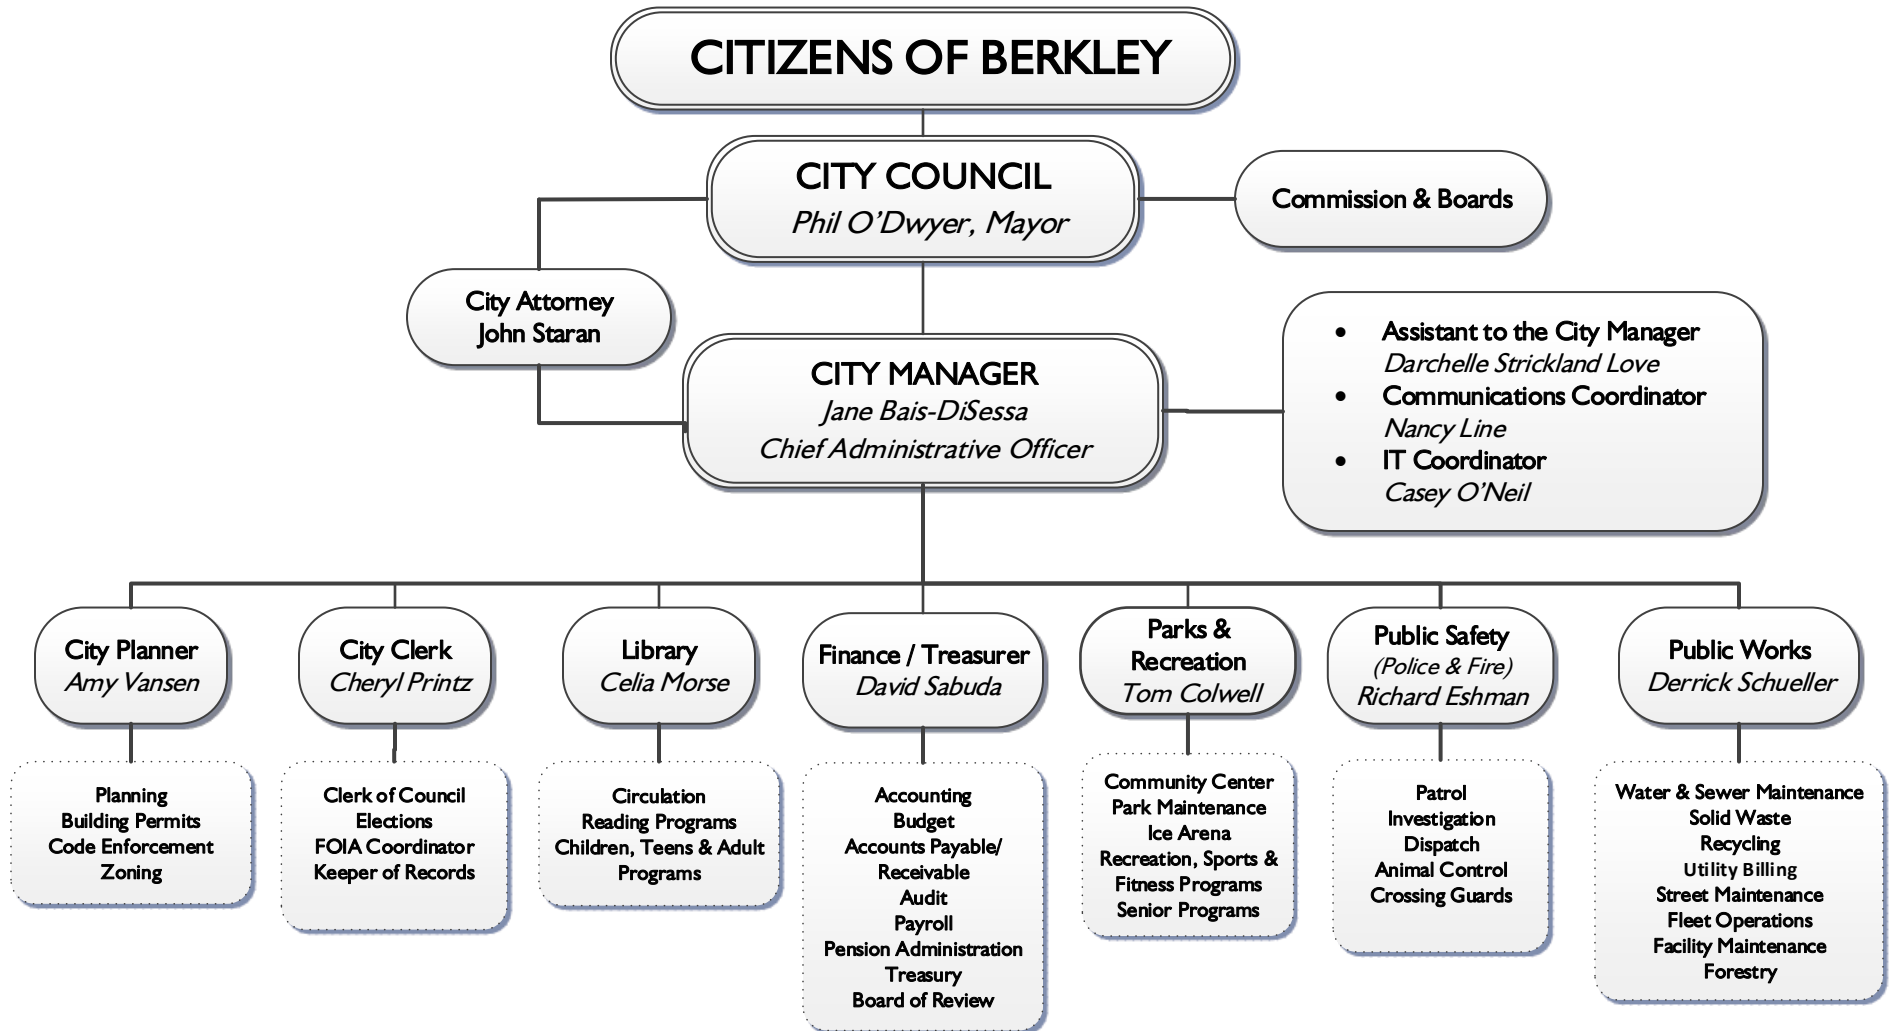 CITIZENS OF BERKLEY
CITY COUNCIL
Phil O'Dwyer, Mayor
Commission & Boards
City Attorney
John Staran
CITY MANAGER
Jane Bais-DiSessa
Chief Administrative Officer
• Assistant to the City Manager
Darchelle Strickland Love
• Communications Coordinator
Nancy Line
• IT Coordinator
Casey O'Neil
City Planner
Amy Vansen
City Clerk
Cheryl Printz
Library
Celia Morse
Finance / Treasurer
David Sabuda
Parks &
Recreation
Tom Colwell
Public Safety
(Police & Fire)
Richard Eshman
Public Works
Derrick Schueller
Planning
Building Permits
Code Enforcement
Zoning
Clerk of Council
Elections
FOIA Coordinator
Keeper of Records
Circulation
Reading Programs
Children, Teens & Adult
Programs
Accounting
Budget
Accounts Payable/
Receivable
Audit
Payroll
Pension Administration
Treasury
Board of Review
Community Center
Park Maintenance
Ice Arena
Recreation, Sports &
Fitness Programs
Senior Programs
Patrol
Investigation
Dispatch
Animal Control
Crossing Guards
Water & Sewer Maintenance
Solid Waste
Recycling
Utility Billing
Street Maintenance
Fleet Operations
Facility Maintenance
Forestry